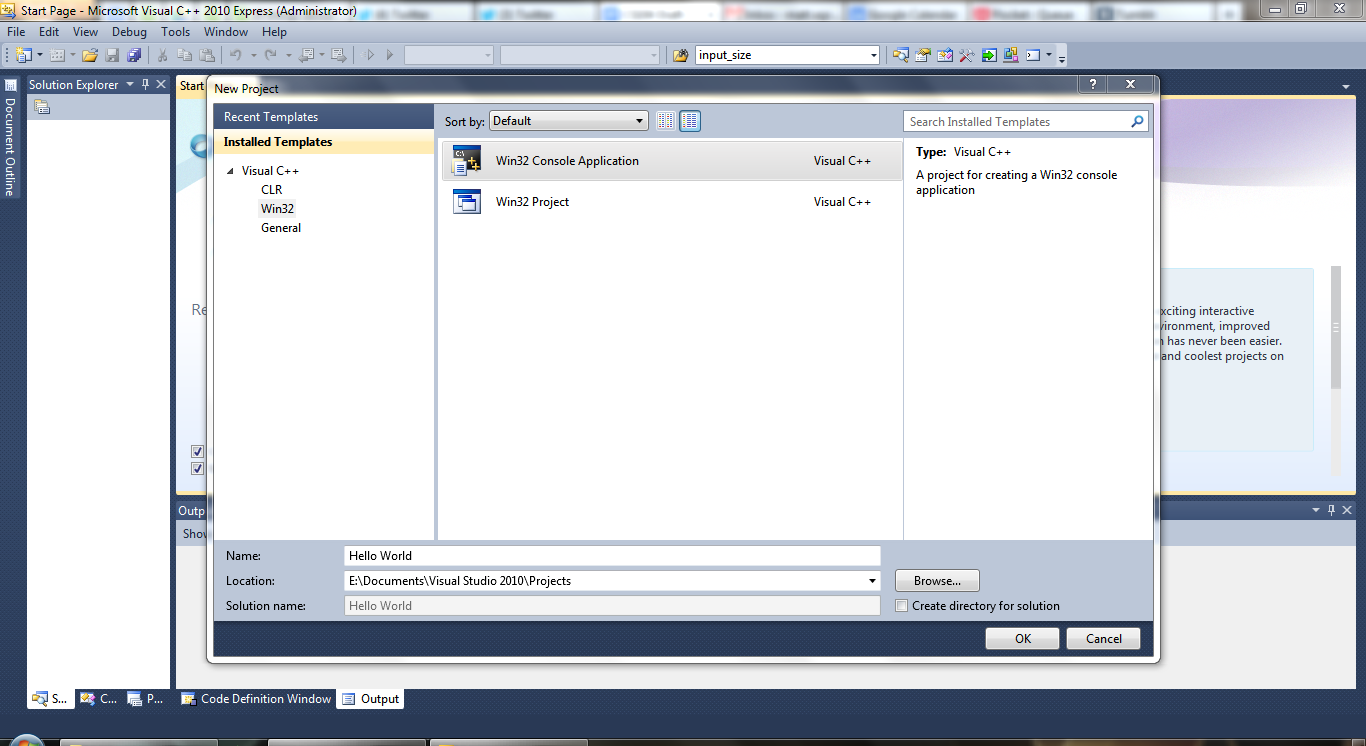 Start Page - Microsoft Visual C++ 2010 Express (Administrator)
File Edit View Debug Tools Window Help
input_size
Document Outline
Solution Explorer
Start
New Project
Recent Templates
Installed Templates
Visual C++
CLR
Win32
General
Sort by: Default
Win32 Console Application Visual C++
Win32 Project Visual C++
Search Installed Templates
Type: Visual C++
A project for creating a Win32 console
application
Re
xciting interactive
vironment, improved
n has never been easier.
and coolest projects on
Outp
Show
Name: Hello World
Location: E:\Documents\Visual Studio 2010\Projects Browse...
Solution name: Hello World Create directory for solution
OK Cancel
S... C... P... Code Definition Window Output